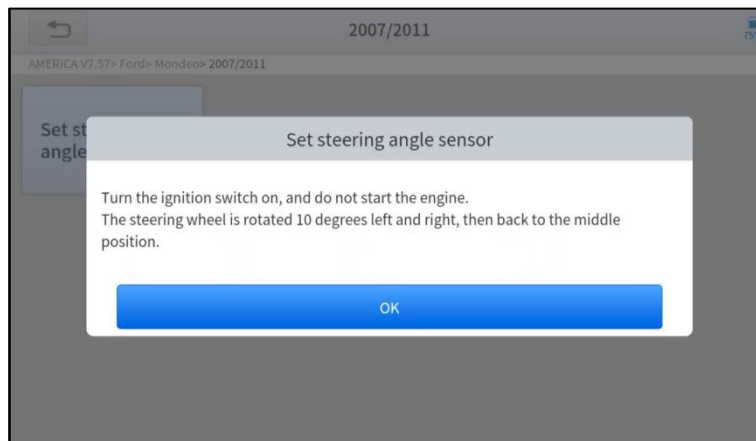 2007/2011
75%
AMERICA V7.57> Ford> Mondeo> 2007/2011
Set st
angle
Set steering angle sensor
Turn the ignition switch on, and do not start the engine.
The steering wheel is rotated 10 degrees left and right, then back to the middle
position.
OK